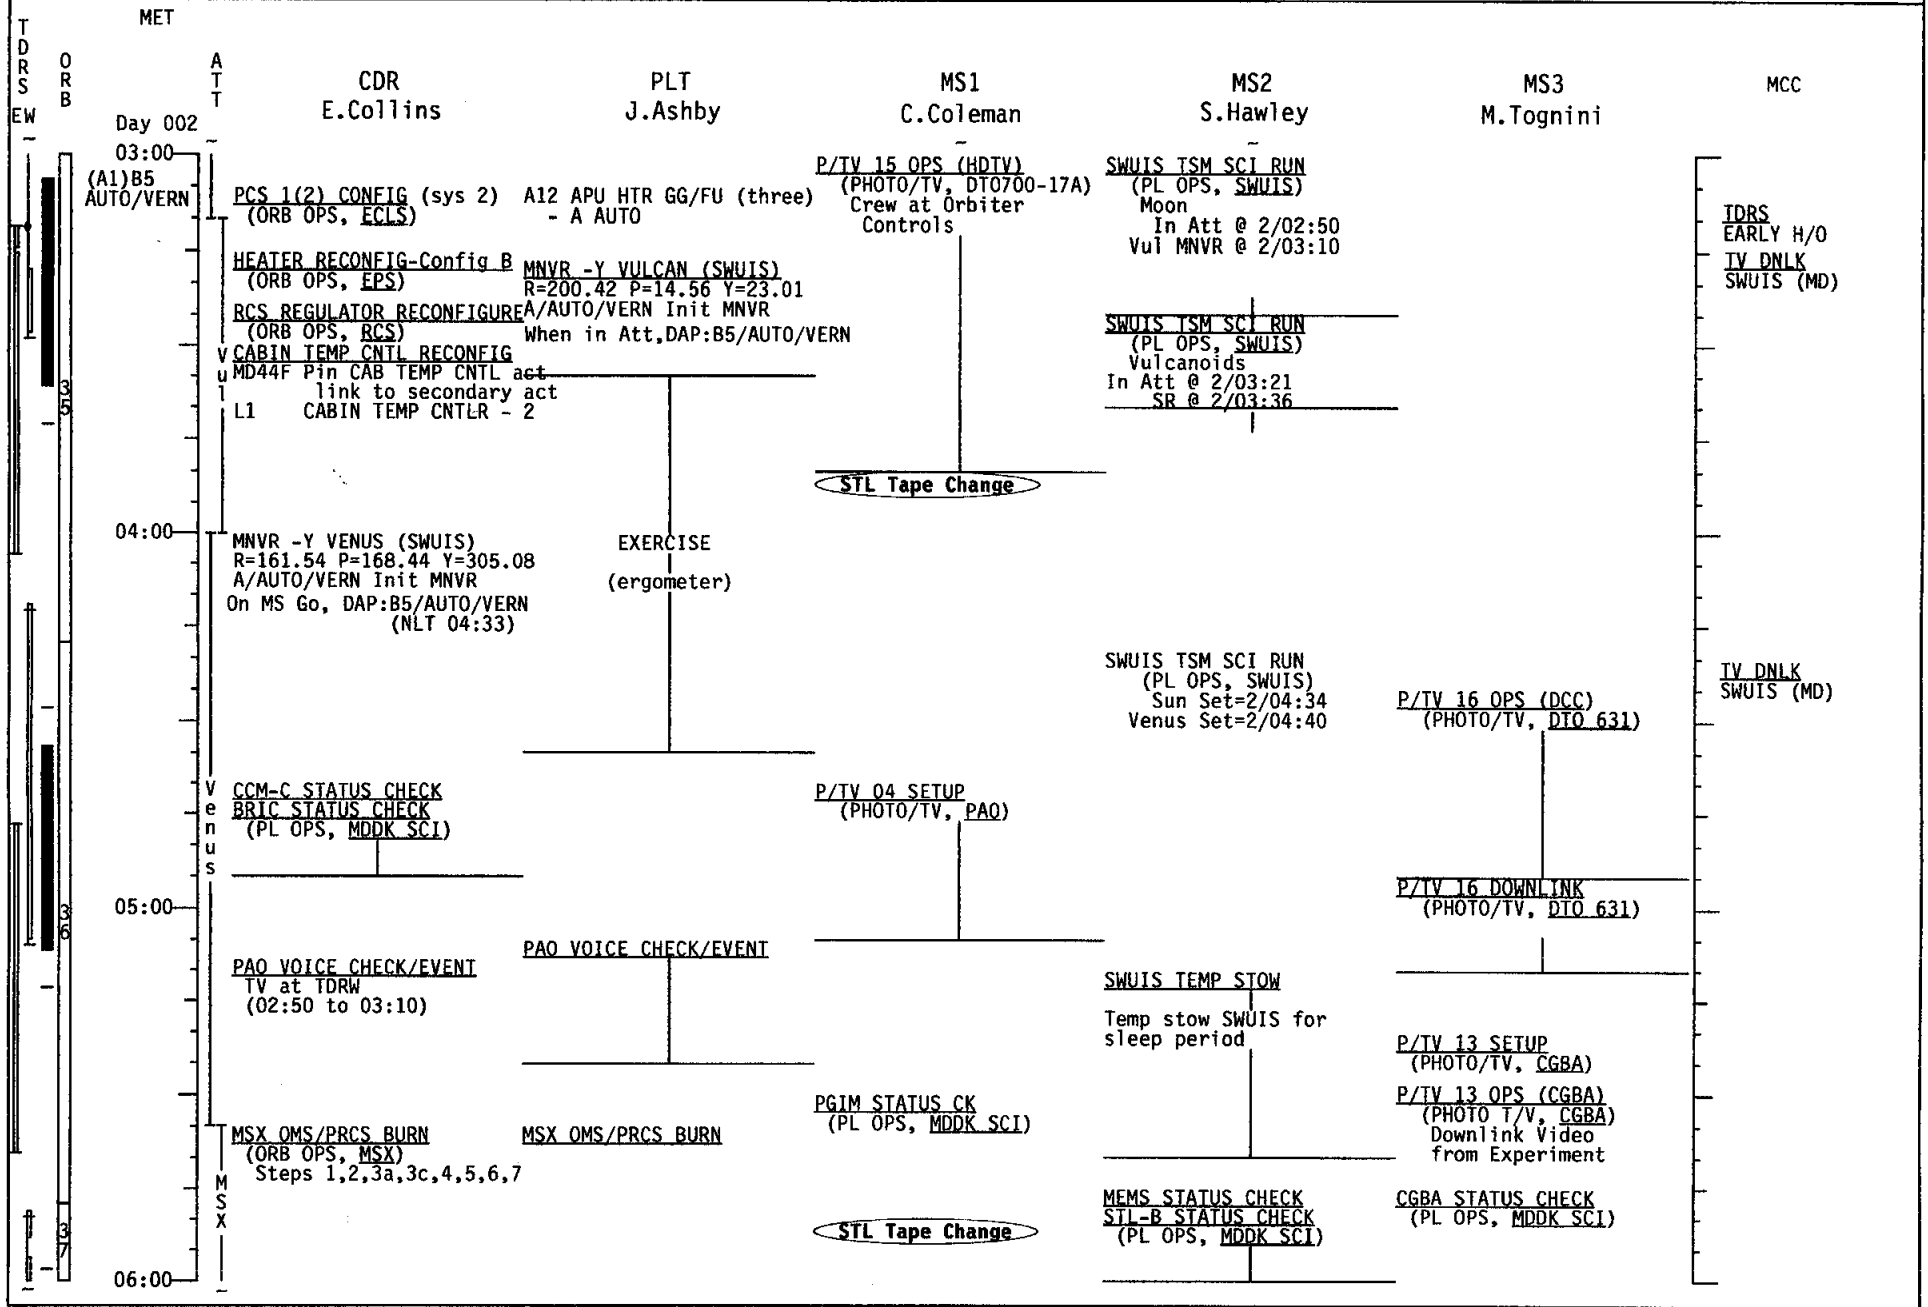 MET
TDRS
EW
ORB
ATT
CDR
E.Collins
PLT
J.Ashby
MS1
C.Coleman
MS2
S.Hawley
MS3
M.Tognini
MCC
Day 002
03:00
(A1)B5
AUTO/VERN
04:00
05:00
06:00
35
36
37
Vul
Venus
MSX
PCS 1(2) CONFIG (sys 2)
(ORB OPS, ECLS)
HEATER RECONFIG-Config B
(ORB OPS, EPS)
RCS REGULATOR RECONFIGURE
(ORB OPS, RCS)
CABIN TEMP CNTL RECONFIG
MD44F Pin CAB TEMP CNTL act
link to secondary act
L1 CABIN TEMP CNTLR - 2
MNVR -Y VENUS (SWUIS)
R=161.54 P=168.44 Y=305.08
A/AUTO/VERN Init MNVR
On MS Go, DAP:B5/AUTO/VERN
(NLT 04:33)
CCM-C STATUS CHECK
BRIC STATUS CHECK
(PL OPS, MDDK SCI)
PAO VOICE CHECK/EVENT
TV at TDRW
(02:50 to 03:10)
MSX OMS/PRCS BURN
(ORB OPS, MSX)
Steps 1,2,3a,3c,4,5,6,7
A12 APU HTR GG/FU (three)
- A AUTO
MNVR -Y VULCAN (SWUIS)
R=200.42 P=14.56 Y=23.01
A/AUTO/VERN Init MNVR
When in Att,DAP:B5/AUTO/VERN
EXERCISE
(ergometer)
PAO VOICE CHECK/EVENT
MSX OMS/PRCS BURN
P/TV 15 OPS (HDTV)
(PHOTO/TV, DTO700-17A)
Crew at Orbiter
Controls
STL Tape Change
P/TV 04 SETUP
(PHOTO/TV, PAO)
PGIM STATUS CK
(PL OPS, MDDK SCI)
STL Tape Change
SWUIS TSM SCI RUN
(PL OPS, SWUIS)
Moon
In Att @ 2/02:50
Vul MNVR @ 2/03:10
SWUIS TSM SCI RUN
(PL OPS, SWUIS)
Vulcanoids
In Att @ 2/03:21
SR @ 2/03:36
SWUIS TSM SCI RUN
(PL OPS, SWUIS)
Sun Set=2/04:34
Venus Set=2/04:40
SWUIS TEMP STOW
Temp stow SWUIS for
sleep period
MEMS STATUS CHECK
STL-B STATUS CHECK
(PL OPS, MDDK SCI)
P/TV 16 OPS (DCC)
(PHOTO/TV, DTO 631)
P/TV 16 DOWNLINK
(PHOTO/TV, DTO 631)
P/TV 13 SETUP
(PHOTO/TV, CGBA)
P/TV 13 OPS (CGBA)
(PHOTO T/V, CGBA)
Downlink Video
from Experiment
CGBA STATUS CHECK
(PL OPS, MDDK SCI)
TDRS
EARLY H/O
TV DNLK
SWUIS (MD)
TV DNLK
SWUIS (MD)